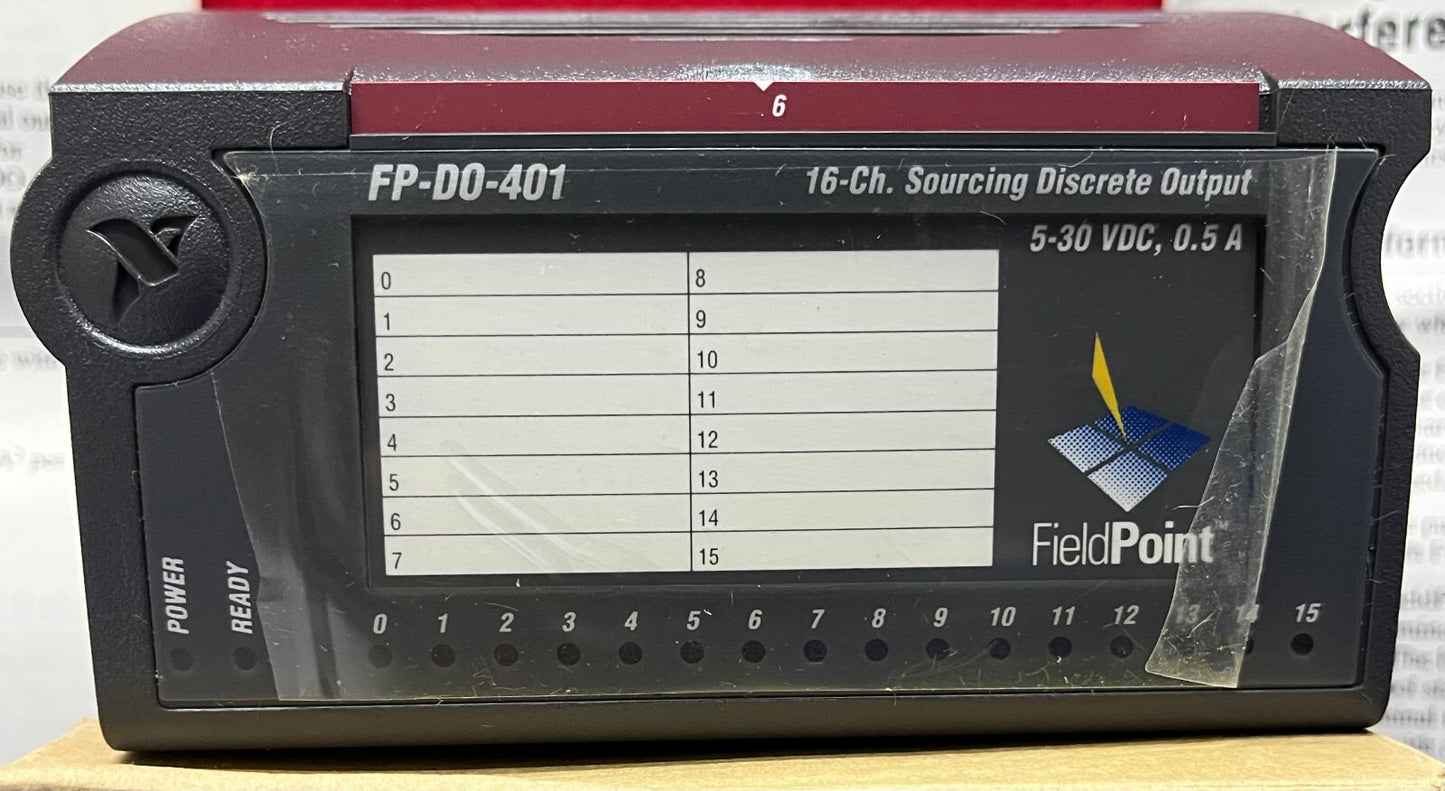 6
FP-DO-401
16-Ch. Sourcing Discrete Output
5-30 VDC, 0.5 A
0 8
1 9
2 10
3 11
4 12
5 13
6 14
7 15
FieldPoint™
POWER
READY
0 1 2 3 4 5 6 7 8 9 10 11 12 13 14 15